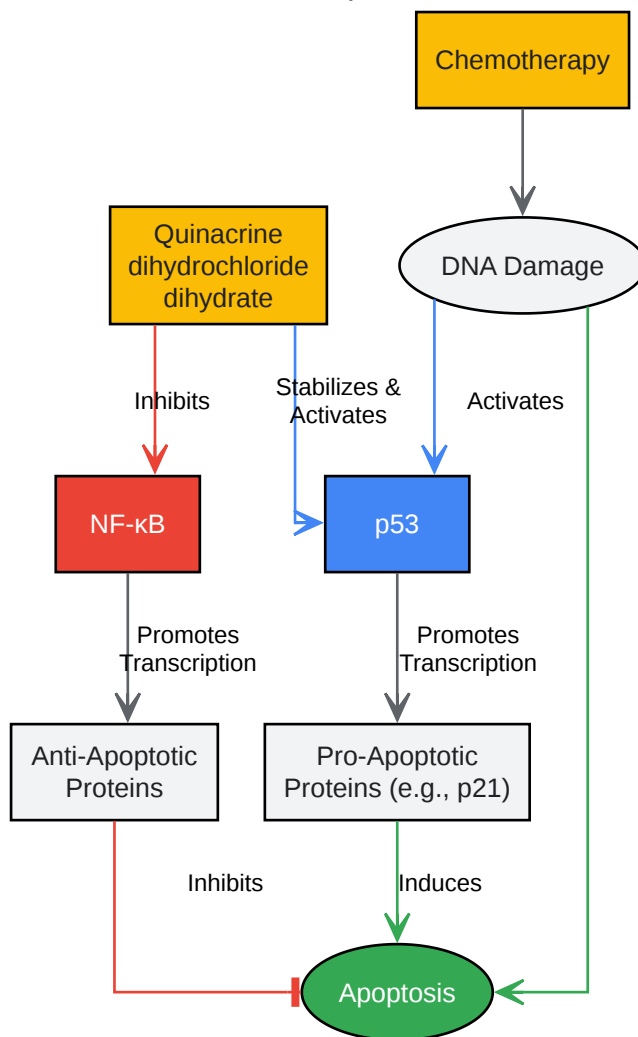 Chemotherapy
Quinacrine
dihydrochloride
dihydrate
DNA Damage
Inhibits
Stabilizes &
Activates
Activates
NF-κB
p53
Promotes
Transcription
Promotes
Transcription
Anti-Apoptotic
Proteins
Pro-Apoptotic
Proteins (e.g., p21)
Inhibits
Induces
Apoptosis